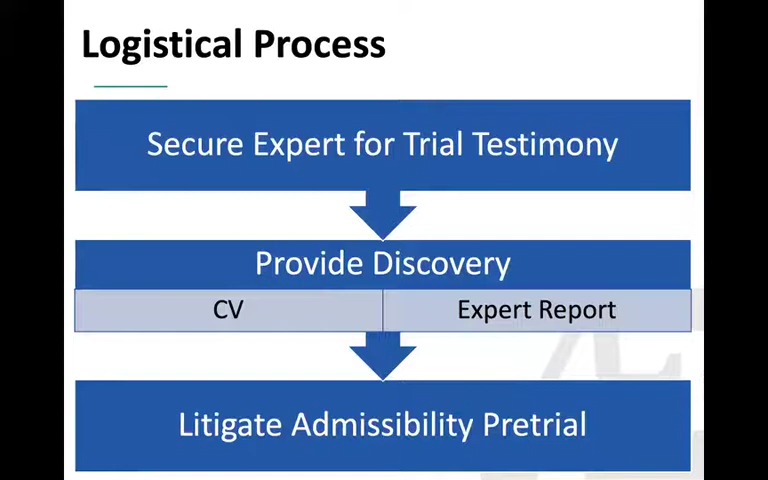 Logistical Process
Secure Expert for Trial Testimony
Provide Discovery
CV
Expert Report
Litigate Admissibility Pretrial